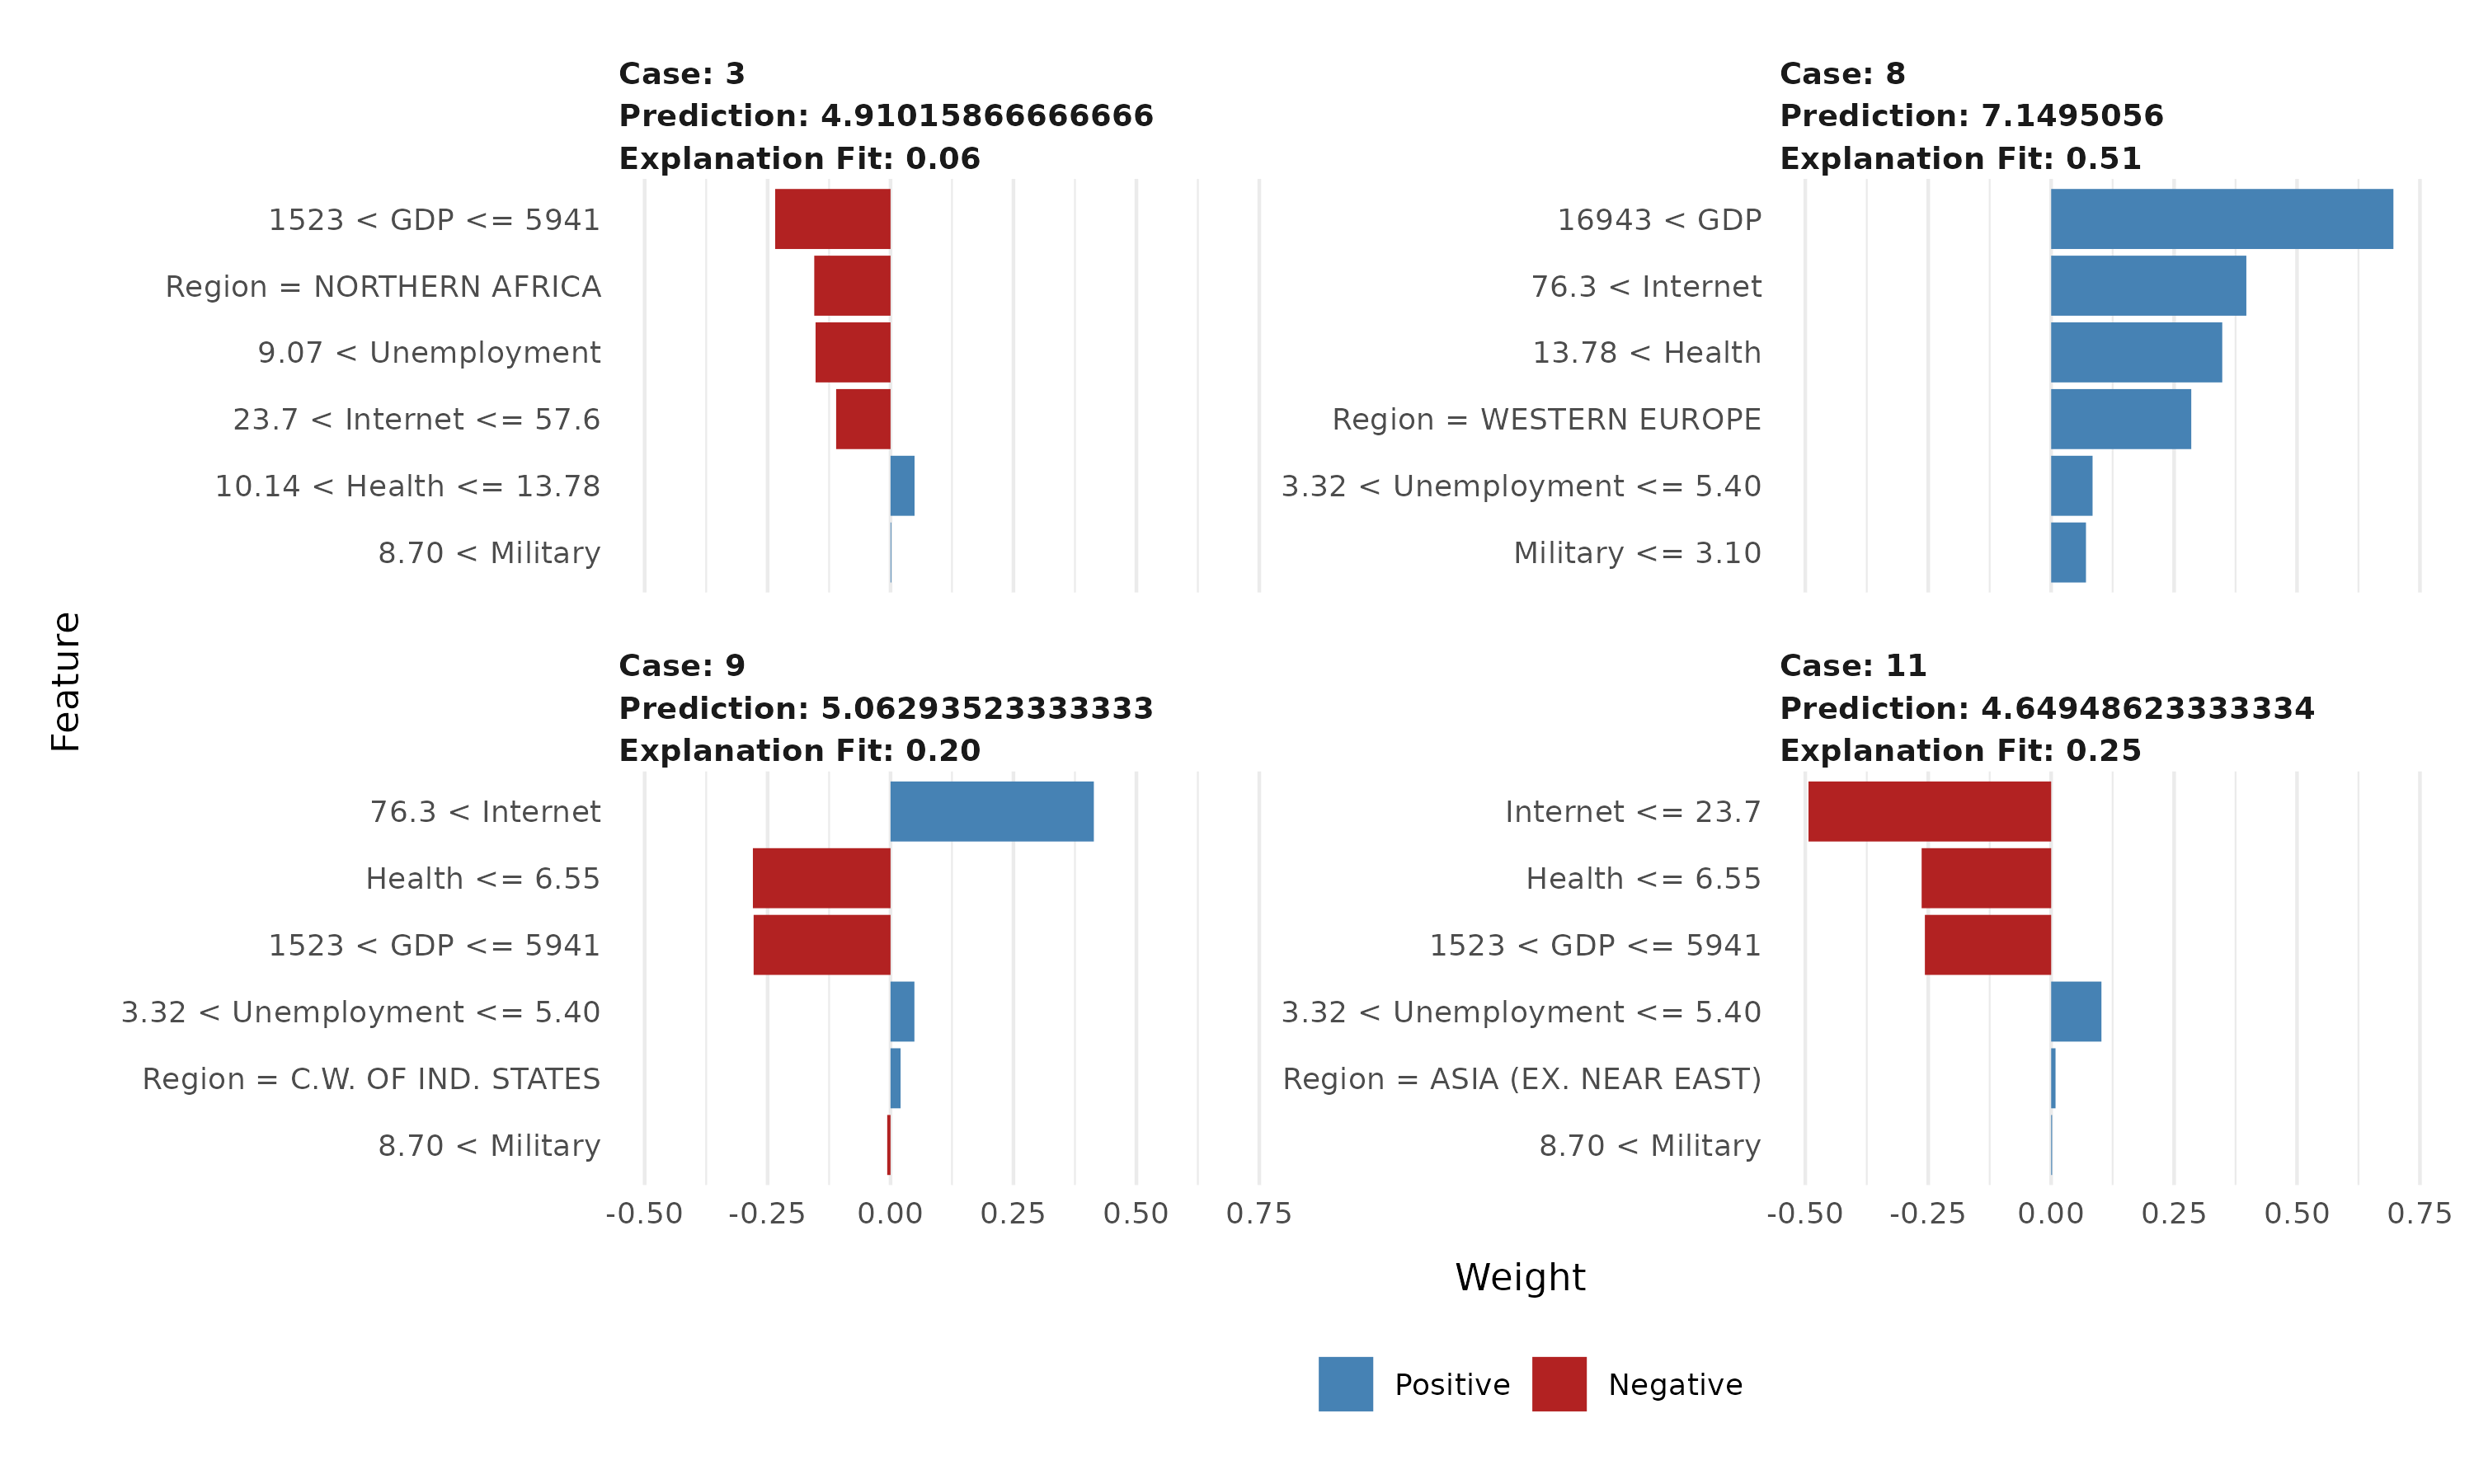 Case: 3
Prediction: 4.91015866666666
Explanation Fit: 0.06
1523 < GDP <= 5941
Region = NORTHERN AFRICA
9.07 < Unemployment
23.7 < Internet <= 57.6
10.14 < Health <= 13.78
8.70 < Military
Case: 8
Prediction: 7.1495056
Explanation Fit: 0.51
16943 < GDP
76.3 < Internet
13.78 < Health
Region = WESTERN EUROPE
3.32 < Unemployment <= 5.40
Military <= 3.10
Feature
Case: 9
Prediction: 5.06293523333333
Explanation Fit: 0.20
76.3 < Internet
Health <= 6.55
1523 < GDP <= 5941
3.32 < Unemployment <= 5.40
Region = C.W. OF IND. STATES
8.70 < Military
-0.50 -0.25 0.00 0.25 0.50 0.75
Case: 11
Prediction: 4.64948623333334
Explanation Fit: 0.25
Internet <= 23.7
Health <= 6.55
1523 < GDP <= 5941
3.32 < Unemployment <= 5.40
Region = ASIA (EX. NEAR EAST)
8.70 < Military
-0.50 -0.25 0.00 0.25 0.50 0.75
Weight
Positive Negative